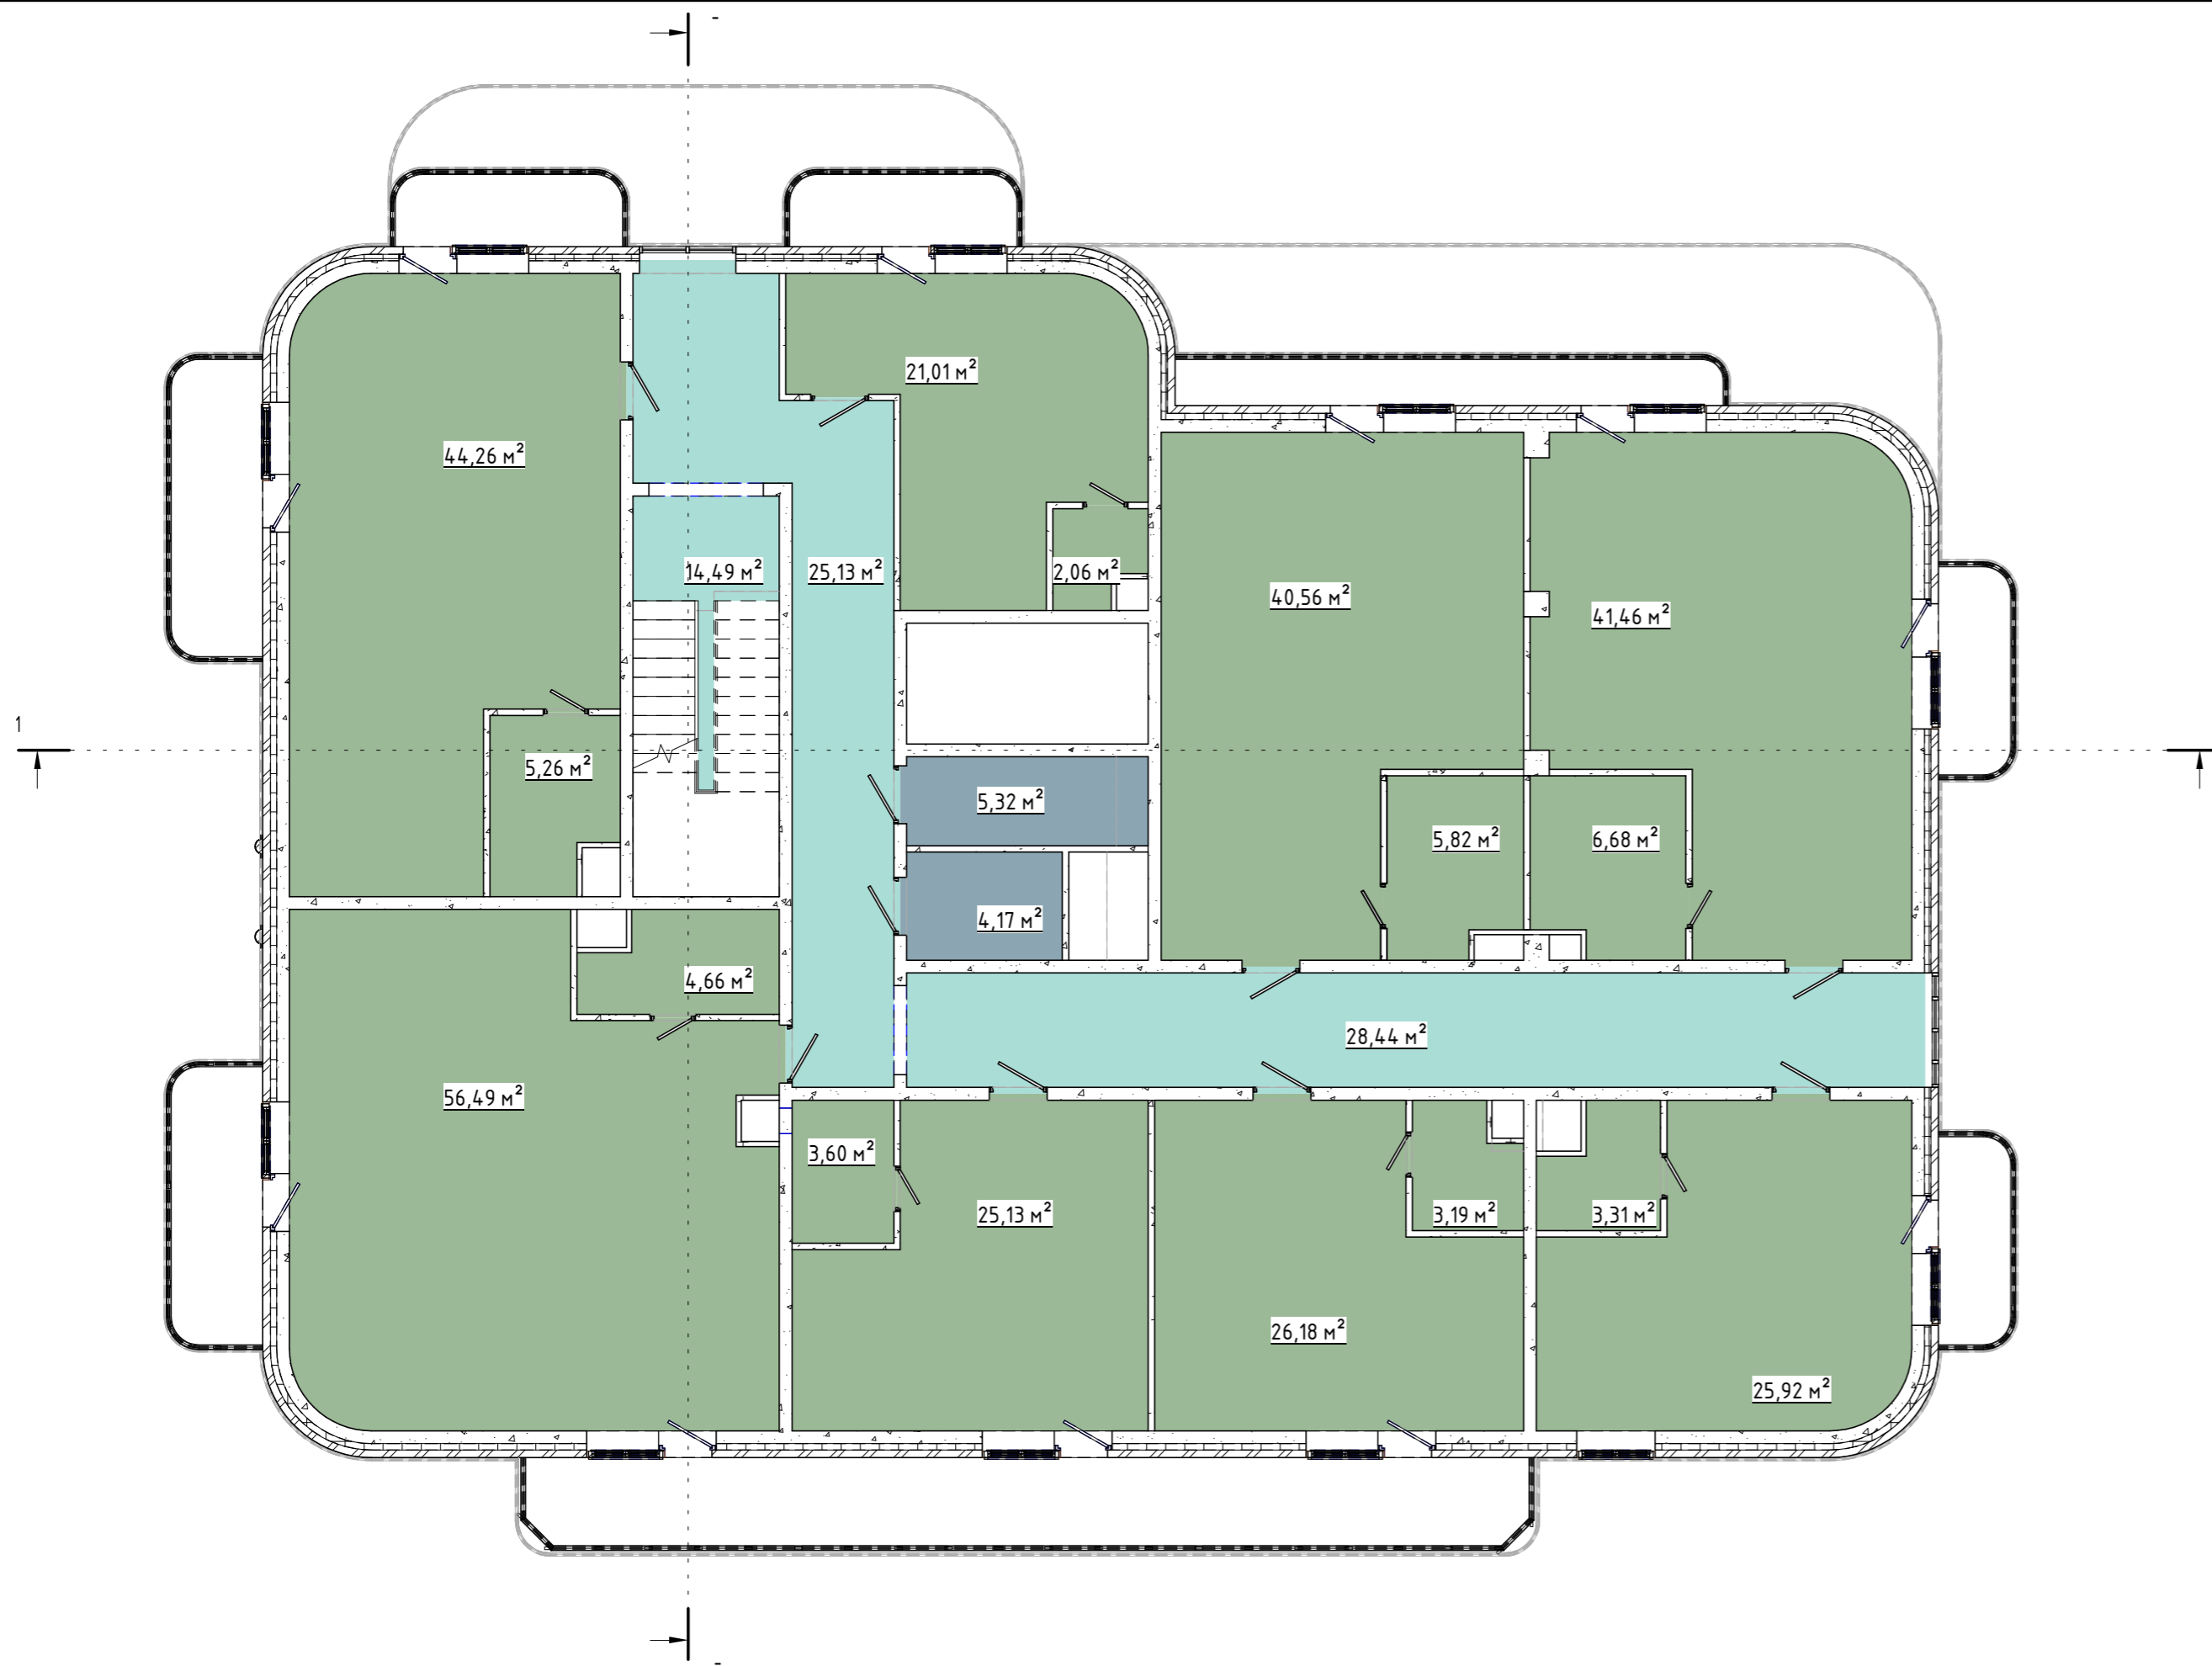 21,01 м²
44,26 м²
14,49 м²
25,13 м²
2,06 м²
40,56 м²
41,46 м²
1
5,26 м²
5,32 м²
5,82 м²
6,68 м²
4,17 м²
4,66 м²
28,44 м²
56,49 м²
3,60 м²
25,13 м²
3,19 м²
3,31 м²
26,18 м²
25,92 м²